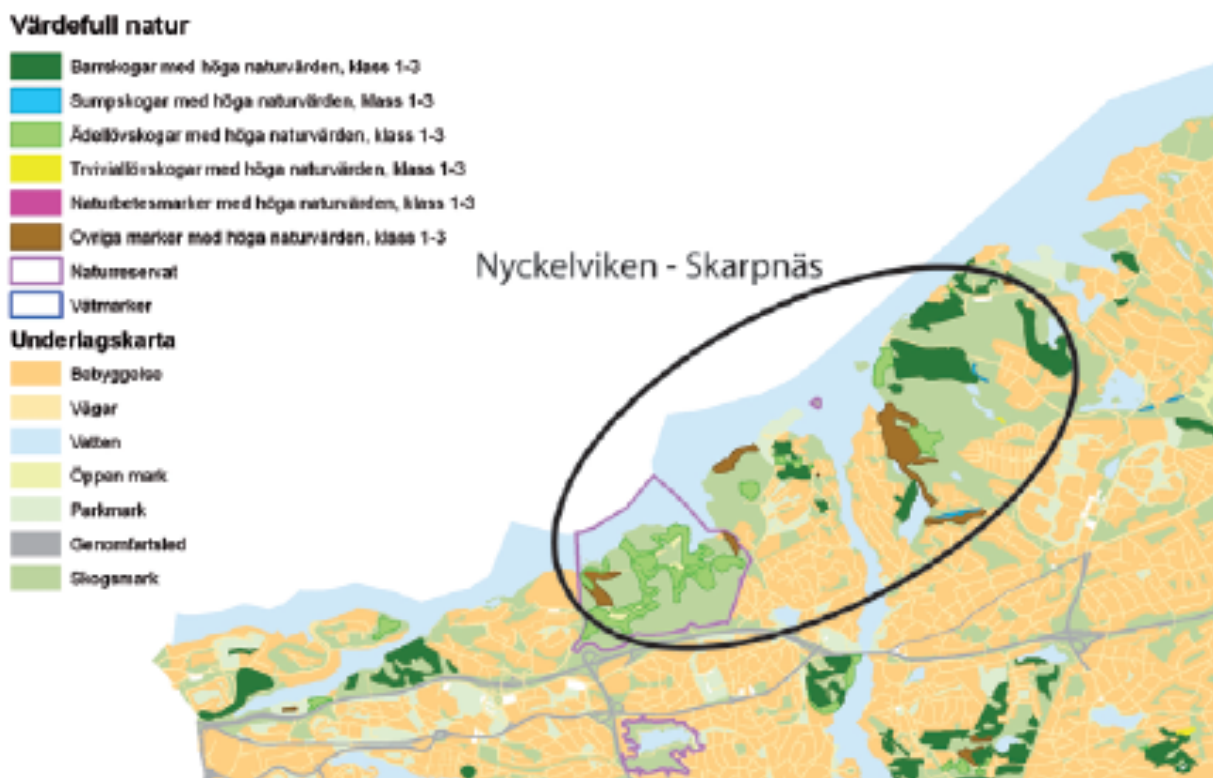 Värdefull natur
Barrskogar med höga naturvärden, klass 1-3
Sumpskogar med höga naturvärden, klass 1-3
Ädellövskogar med höga naturvärden, klass 1-3
Trviviallövskogar med höga naturvärden, klass 1-3
Naturbetesmarker med höga naturvärden, klass 1-3
Övriga marker med höga naturvärden, klass 1-3
Naturreservat
Våtmarker
Underlagskarta
Bebyggelse
Vägar
Vatten
Öppen mark
Parkmark
Genomfartsled
Skogsmark
Nyckelviken - Skarpnäs